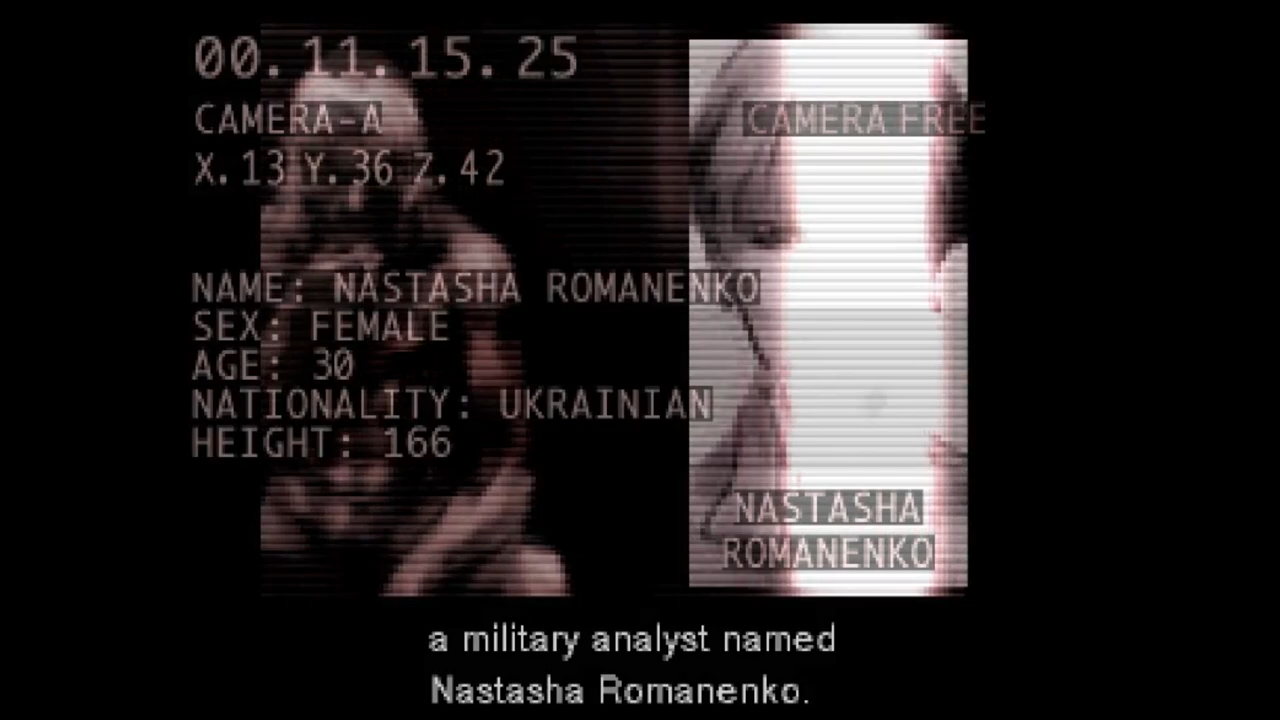 00.11.15.25
CAMERA-A
CAMERA FREE
X.13 Y.36 Z.42
NAME: NASTASHA ROMANENKO
SEX: FEMALE
AGE: 30
NATIONALITY: UKRAINIAN
HEIGHT: 166
NASTASHA
ROMANENKO
a military analyst named
Nastasha Romanenko.